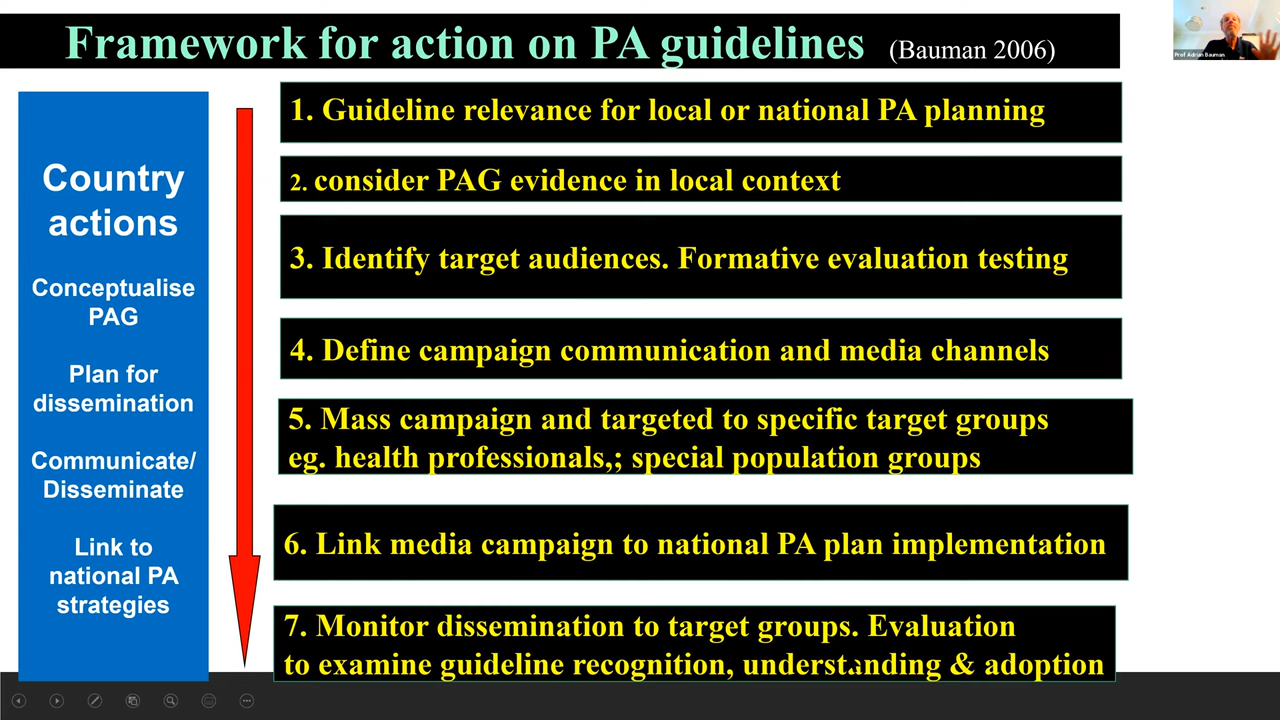 Framework for action on PA guidelines (Bauman 2006)
Prof Adrian Bauman
Country
actions
Conceptualise
PAG
Plan for
dissemination
Communicate/
Disseminate
Link to
national PA
strategies
1. Guideline relevance for local or national PA planning
2. consider PAG evidence in local context
3. Identify target audiences. Formative evaluation testing
4. Define campaign communication and media channels
5. Mass campaign and targeted to specific target groups
eg. health professionals,; special population groups
6. Link media campaign to national PA plan implementation
7. Monitor dissemination to target groups. Evaluation
to examine guideline recognition, understanding & adoption